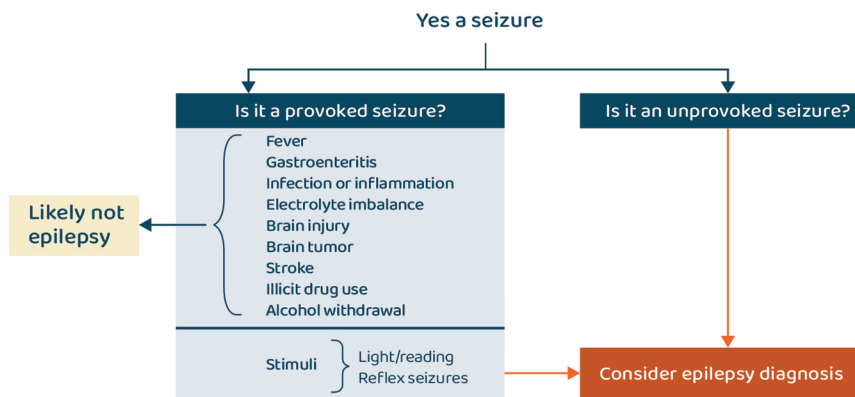 Yes a seizure
Is it a provoked seizure?
Is it an unprovoked seizure?
Fever
Gastroenteritis
Infection or inflammation
Electrolyte imbalance
Brain injury
Brain tumor
Stroke
Illicit drug use
Alcohol withdrawal
Likely not
epilepsy
Stimuli
Light/reading
Reflex seizures
Consider epilepsy diagnosis